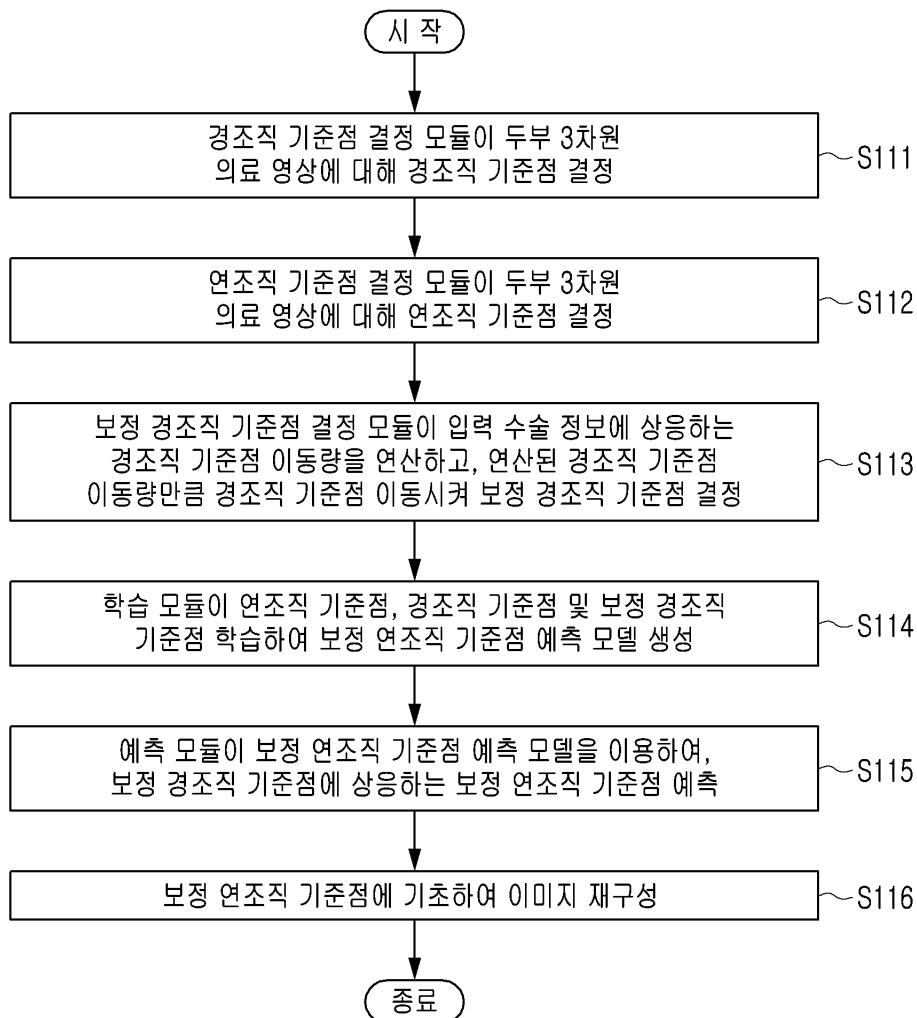 시 작
경조직 기준점 결정 모듈이 두부 3차원
의료 영상에 대해 경조직 기준점 결정
S111
연조직 기준점 결정 모듈이 두부 3차원
의료 영상에 대해 연조직 기준점 결정
S112
보정 경조직 기준점 결정 모듈이 입력 수술 정보에 상응하는
경조직 기준점 이동량을 연산하고, 연산된 경조직 기준점
이동량만큼 경조직 기준점 이동시켜 보정 경조직 기준점 결정
S113
학습 모듈이 연조직 기준점, 경조직 기준점 및 보정 경조직
기준점 학습하여 보정 연조직 기준점 예측 모델 생성
S114
예측 모듈이 보정 연조직 기준점 예측 모델을 이용하여,
보정 경조직 기준점에 상응하는 보정 연조직 기준점 예측
S115
보정 연조직 기준점에 기초하여 이미지 재구성
S116
종료